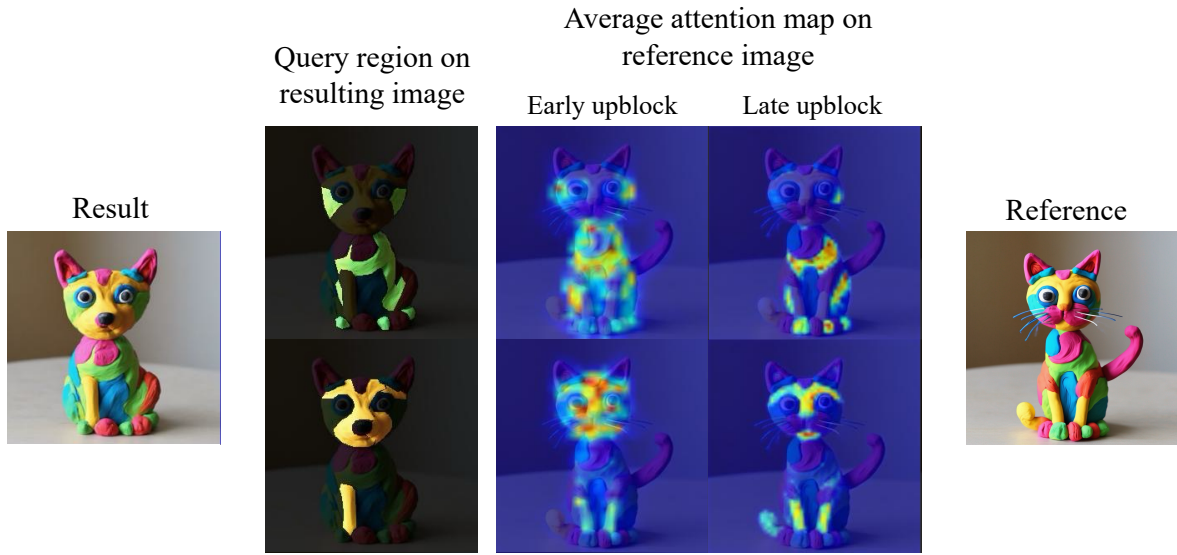 Average attention map on
reference image
Query region on
resulting image
Early upblock
Late upblock
Result
Reference